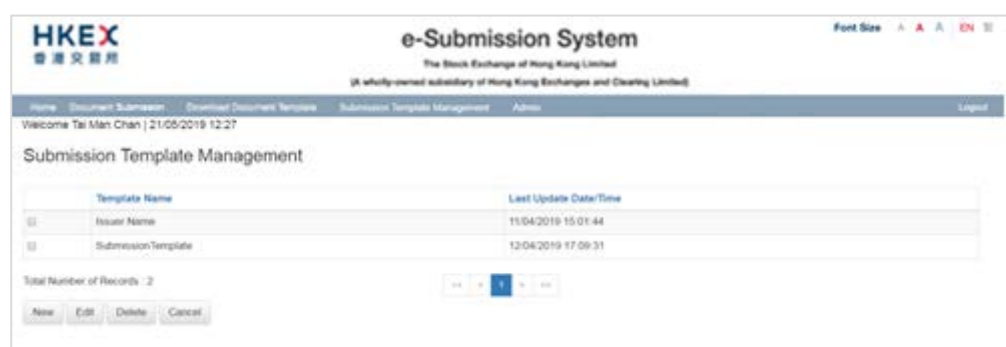 HKEX
香港交易所
e-Submission System
The Stock Exchange of Hong Kong Limited
(A wholly-owned subsidiary of Hong Kong Exchanges and Clearing Limited)
Font Size A A A EN 繁
Home Document Submission Download Document Template Submission Template Management Admin Logout
Welcome Tai Man Chan | 21/05/2019 12:27
Submission Template Management
Template Name Last Update Date/Time
Issuer Name 11/04/2019 15:01:44
SubmissionTemplate 12/04/2019 17:09:31
Total Number of Records : 2
<< < 1 > >>
New Edit Delete Cancel